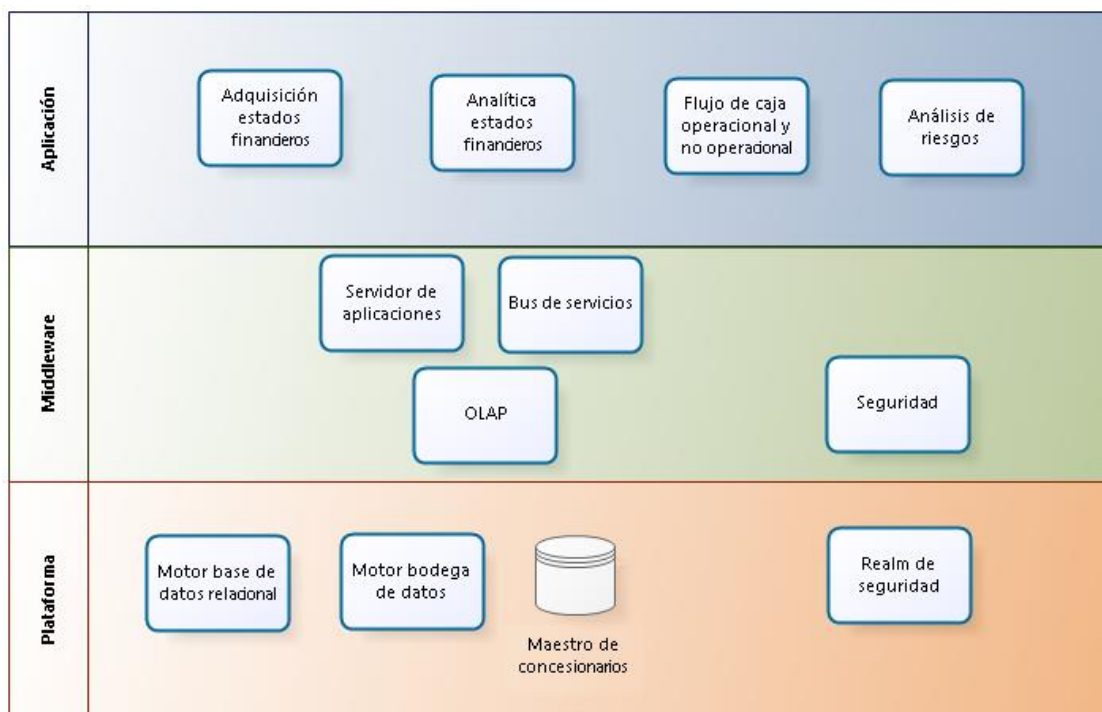 Aplicación
Adquisición
estados
financieros
Analítica
estados
financieros
Flujo de caja
operacional y
no operacional
Análisis de
riesgos
Middleware
Servidor de
aplicaciones
Bus de servicios
OLAP
Seguridad
Plataforma
Motor base de
datos relacional
Motor bodega
de datos
Maestro de
concesionarios
Realm de
seguridad